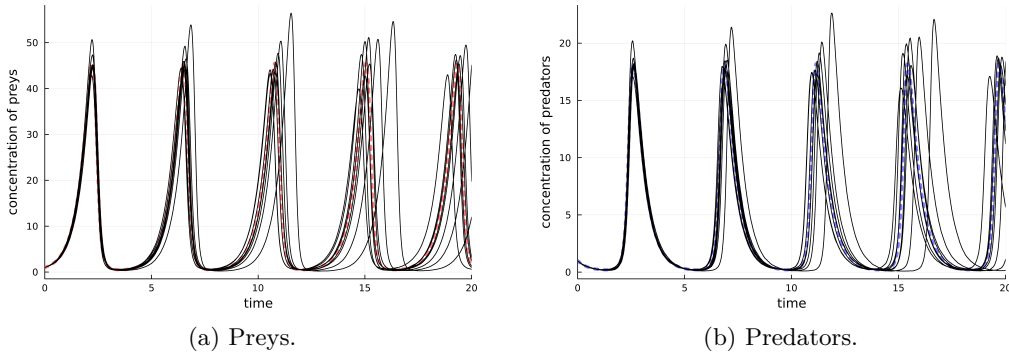 concentration of preys
50
40
30
20
10
0
0 5 10 15 20
time
(a) Preys.
concentration of predators
20
15
10
5
0
0 5 10 15 20
time
(b) Predators.